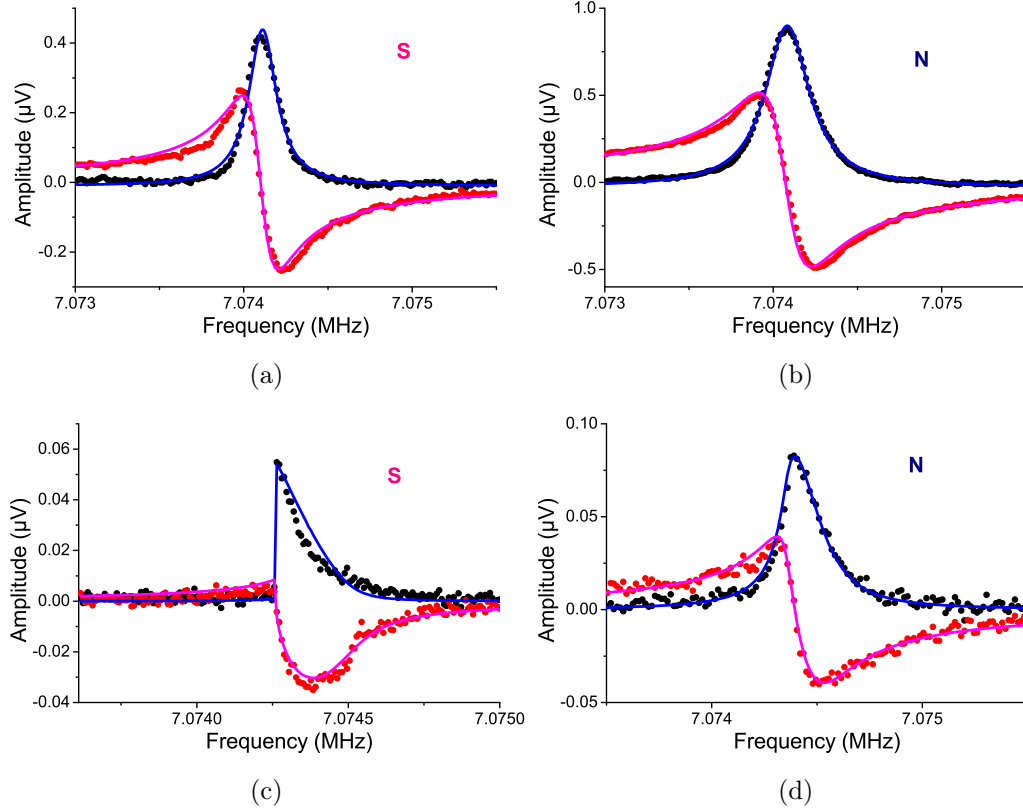 S
0.4
0.2
0.0
-0.2
Amplitude (µV)
7.073
7.074
7.075
Frequency (MHz)
(a)
N
1.0
0.5
0.0
-0.5
Amplitude (µV)
7.073
7.074
7.075
Frequency (MHz)
(b)
S
0.06
0.04
0.02
0.00
-0.02
-0.04
Amplitude (µV)
7.0740
7.0745
7.0750
Frequency (MHz)
(c)
N
0.10
0.05
0.00
-0.05
Amplitude (µV)
7.074
7.075
Frequency (MHz)
(d)